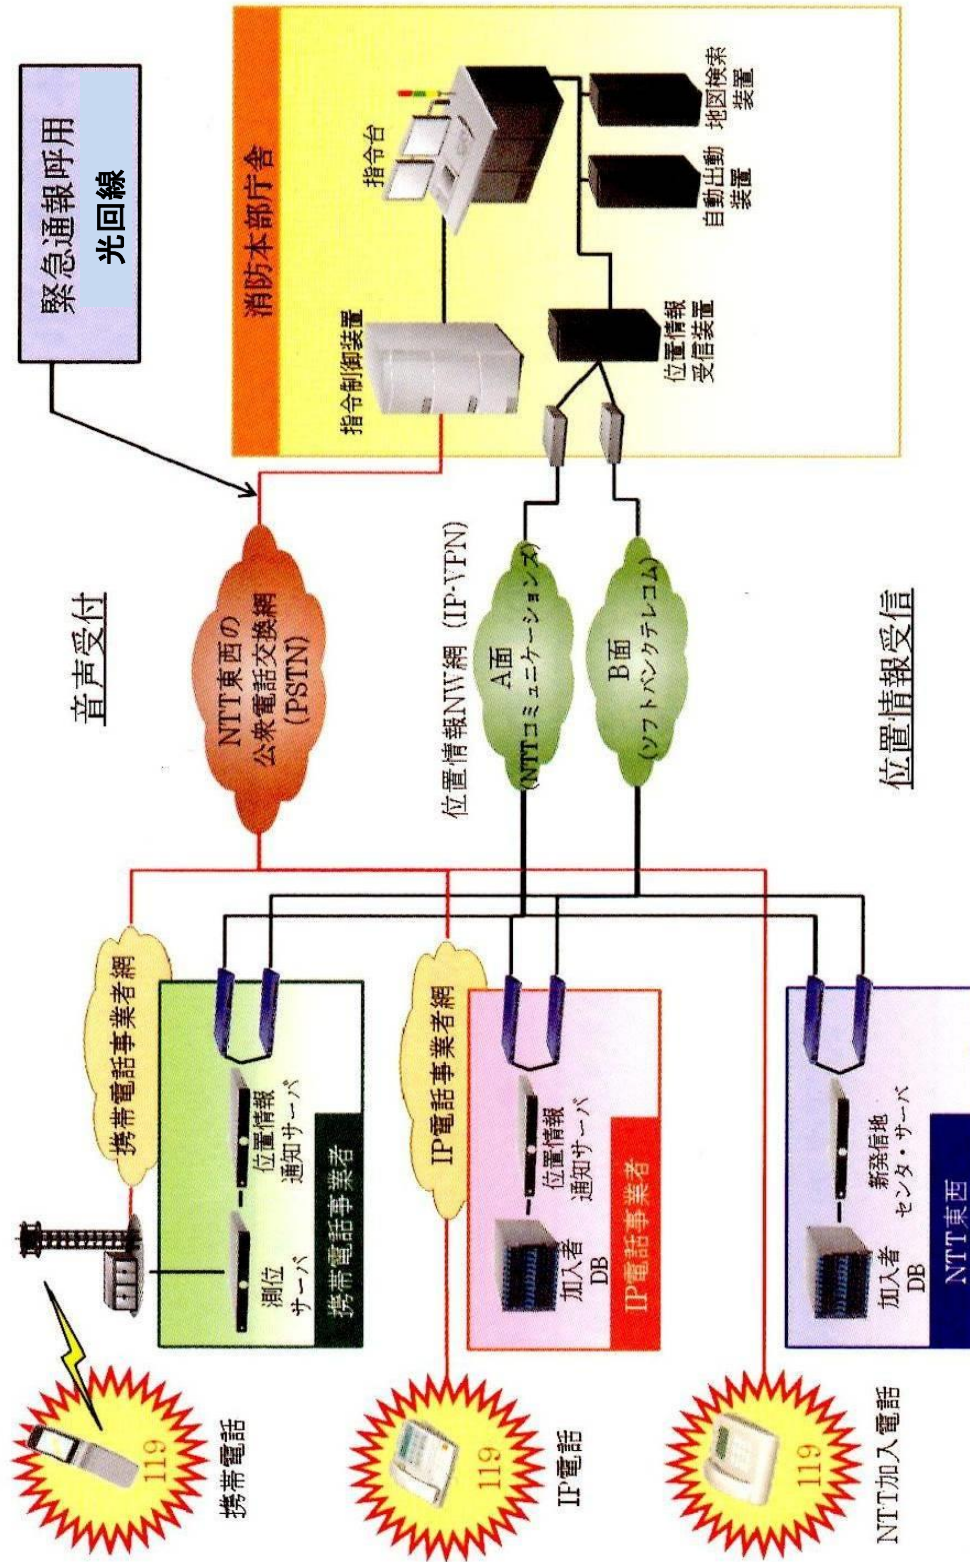 音声受付
緊急通報呼用
光回線
119
携帯電話
携帯電話事業者網
測位
サーバ
位置情報
通知サーバ
携帯電話事業者
NTT東西の
公衆電話交換網
(PSTN)
消防本部庁舎
指令制御装置
指令台
119
IP電話
IP電話事業者網
加入者
DB
位置情報
通知サーバ
IP電話事業者
位置情報NW網 (IP-VPN)
A面
(NTTコミュニケーションズ)
B面
(ソフトバンクテレコム)
位置情報
受信装置
自動出動
装置
地図検索
装置
119
NTT加入電話
加入者
DB
新発信地
センタ・サーバ
NTT東西
位置情報受信